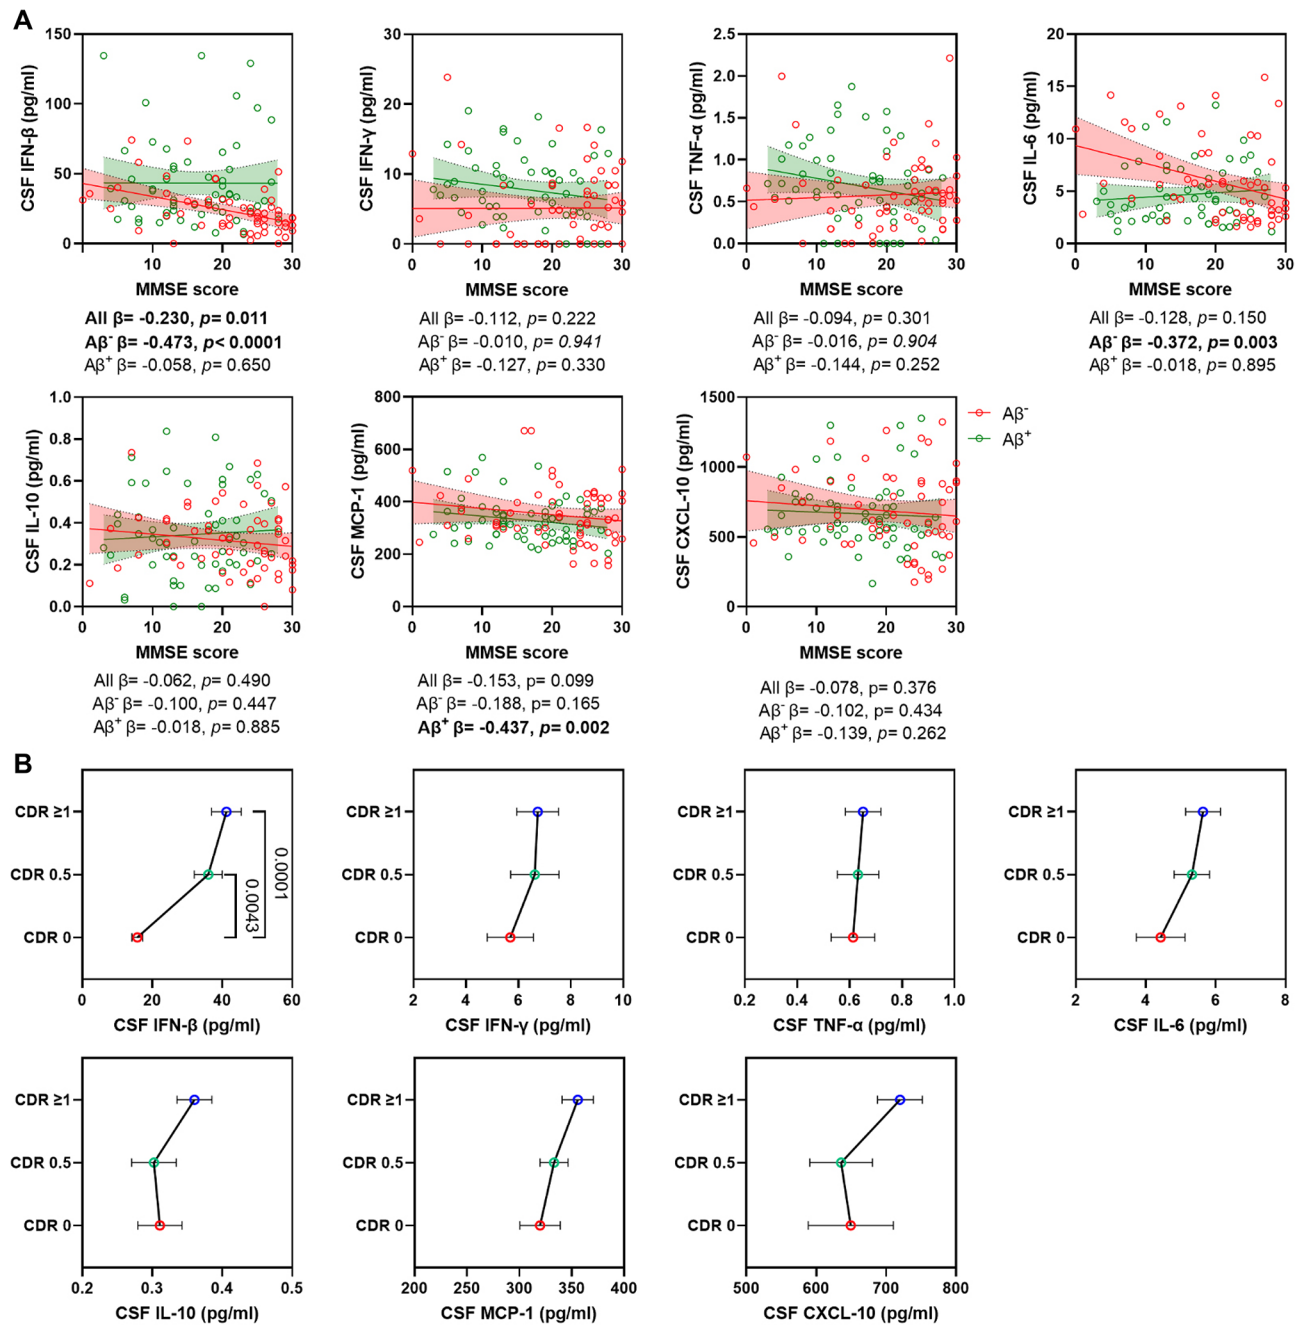 A
CSF IFN-β (pg/ml)
150
100
50
0
10
20
30
MMSE score
All β= -0.230, p= 0.011
Aβ- β= -0.473, p< 0.0001
Aβ+ β= -0.058, p= 0.650
CSF IFN-γ (pg/ml)
30
20
10
0
0
10
20
30
MMSE score
All β= -0.112, p= 0.222
Aβ- β= -0.010, p= 0.941
Aβ+ β= -0.127, p= 0.330
CSF TNF-α (pg/ml)
2.5
2.0
1.5
1.0
0.5
0.0
0
10
20
30
MMSE score
All β= -0.094, p= 0.301
Aβ- β= -0.016, p= 0.904
Aβ+ β= -0.144, p= 0.252
CSF IL-6 (pg/ml)
20
15
10
5
0
0
10
20
30
MMSE score
All β= -0.128, p= 0.150
Aβ- β= -0.372, p= 0.003
Aβ+ β= -0.018, p= 0.895
CSF IL-10 (pg/ml)
1.0
0.8
0.6
0.4
0.2
0.0
0
10
20
30
MMSE score
All β= -0.062, p= 0.490
Aβ- β= -0.100, p= 0.447
Aβ+ β= -0.018, p= 0.885
CSF MCP-1 (pg/ml)
800
600
400
200
0
0
10
20
30
MMSE score
All β= -0.153, p= 0.099
Aβ- β= -0.188, p= 0.165
Aβ+ β= -0.437, p= 0.002
CSF CXCL-10 (pg/ml)
1500
1000
500
0
0
10
20
30
MMSE score
All β= -0.078, p= 0.376
Aβ- β= -0.102, p= 0.434
Aβ+ β= -0.139, p= 0.262
Aβ-
Aβ+
B
CDR ≥1
CDR 0.5
CDR 0
0.0001
0.0043
0
20
40
60
CSF IFN-β (pg/ml)
CDR ≥1
CDR 0.5
CDR 0
2
4
6
8
10
CSF IFN-γ (pg/ml)
CDR ≥1
CDR 0.5
CDR 0
0.2
0.4
0.6
0.8
1.0
CSF TNF-α (pg/ml)
CDR ≥1
CDR 0.5
CDR 0
2
4
6
8
CSF IL-6 (pg/ml)
CDR ≥1
CDR 0.5
CDR 0
0.2
0.3
0.4
0.5
CSF IL-10 (pg/ml)
CDR ≥1
CDR 0.5
CDR 0
200
250
300
350
400
CSF MCP-1 (pg/ml)
CDR ≥1
CDR 0.5
CDR 0
500
600
700
800
CSF CXCL-10 (pg/ml)